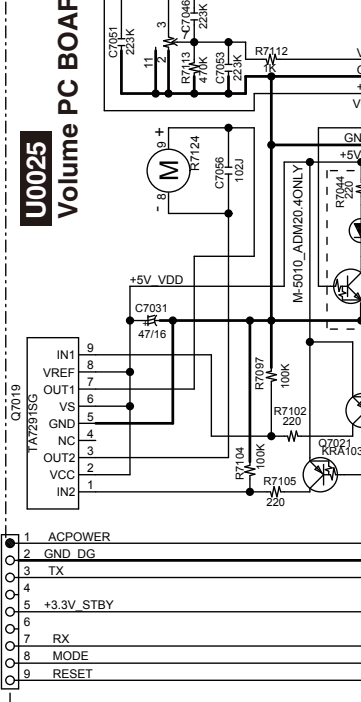 U0025
Volume PC BOAR
C7051
223K
C7046
223K
3
2
11
7
R7113
470K
C7053
223K
R7112
1K
V
C
+
V
GN
+5V
+
9
M
8
-
R7124
C7056
102J
M-5010_ADM20.4ONLY
R7044
220
+5V_VDD
C7031
47/16
Q7019
TA7291SG
IN1 9
VREF 8
OUT1 7
VS 6
GND 5
NC 4
OUT2 3
VCC 2
IN2 1
R7097
100K
R7102
220
R7104
100K
R7105
220
Q7021
KRA103
1 ACPOWER
2 GND_DG
3 TX
4
5 +3.3V_STBY
6
7 RX
8 MODE
9 RESET